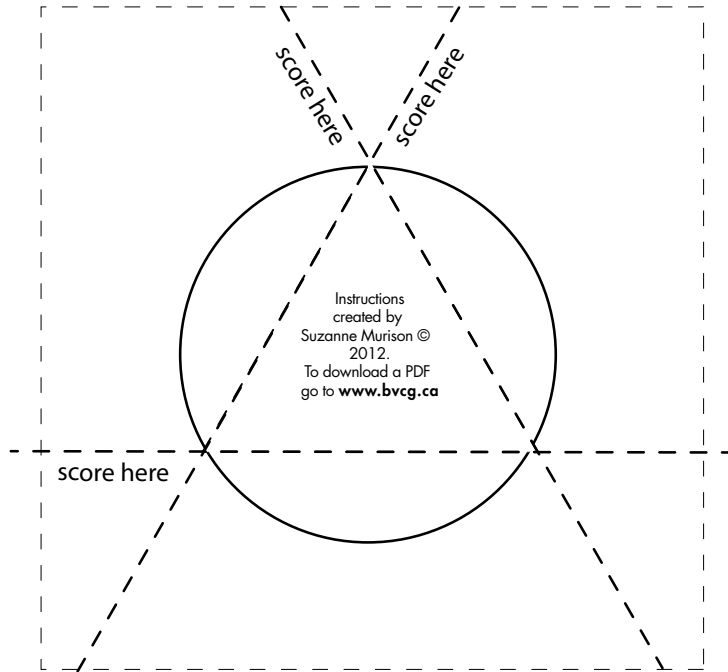 score here
score here
Instructions
created by
Suzanne Murison ©
2012.
To download a PDF
go to www.bvcg.ca
score here